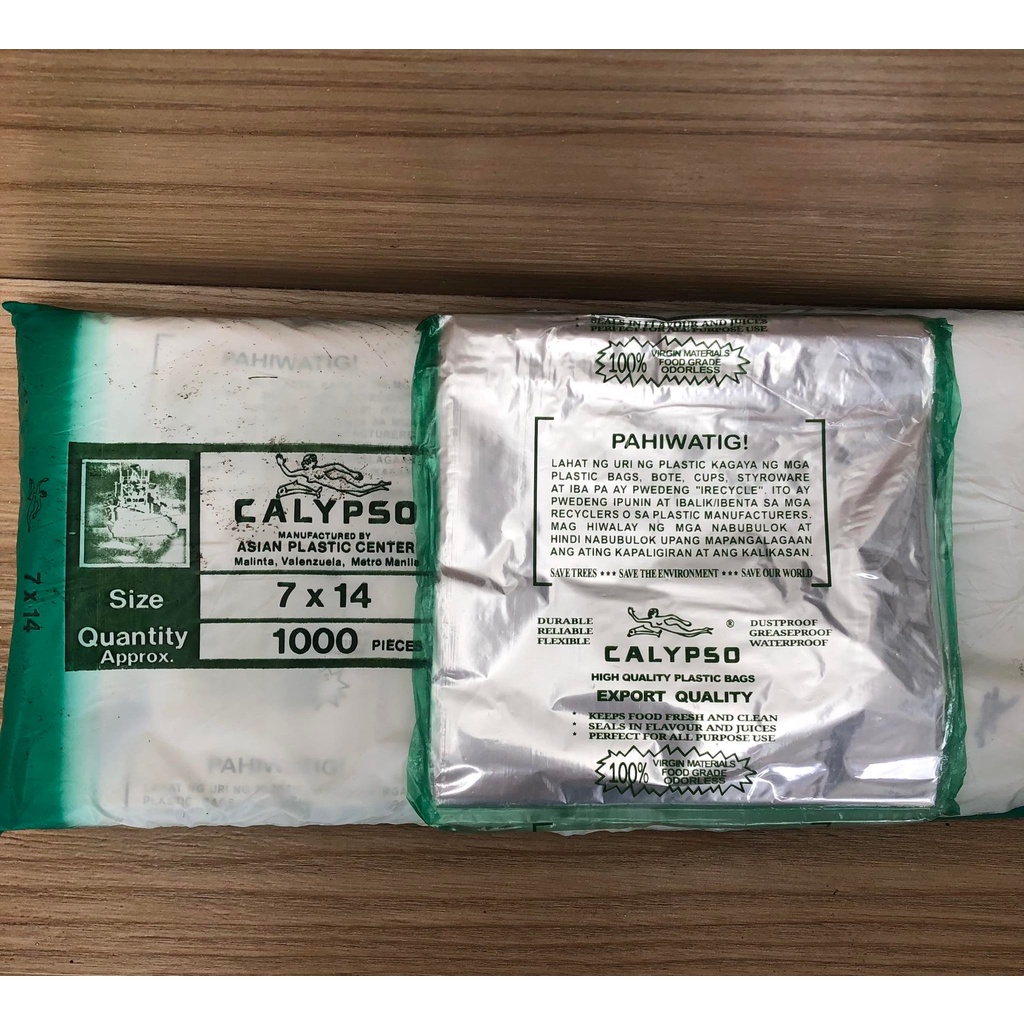 PAHIWATIG!
CALYPSO
MANUFACTURED BY
ASIAN PLASTIC CENTER
Malinta, Valenzuela, Metro Manila
Size
7 x 14
Quantity
Approx.
1000 PIECES
7 x 14
PAHIWATIG!
LAHAT NG URI NG
PLASTIC BAGS
SEALS IN FLAVOUR AND JUICES
PERFECT FOR ALL PURPOSE USE
100% VIRGIN MATERIALS
FOOD GRADE
ODORLESS
PAHIWATIG!
LAHAT NG URI NG PLASTIC KAGAYA NG MGA
PLASTIC BAGS, BOTE, CUPS, STYROWARE
AT IBA PA AY PWEDENG "IRECYCLE". ITO AY
PWEDENG IPUNIN AT IBALIK/IBENTA SA MGA
RECYCLERS O SA PLASTIC MANUFACTURERS.
MAG HIWALAY NG MGA NABUBULOK AT
HINDI NABUBULOK UPANG MAPANGALAGAAN
ANG ATING KAPALIGIRAN AT ANG KALIKASAN.
SAVE TREES *** SAVE THE ENVIRONMENT *** SAVE OUR WORLD
DURABLE
RELIABLE
FLEXIBLE
®
DUSTPROOF
GREASEPROOF
WATERPROOF
CALYPSO
HIGH QUALITY PLASTIC BAGS
EXPORT QUALITY
* KEEPS FOOD FRESH AND CLEAN
* SEALS IN FLAVOUR AND JUICES
* PERFECT FOR ALL PURPOSE USE
100% VIRGIN MATERIALS
FOOD GRADE
ODORLESS